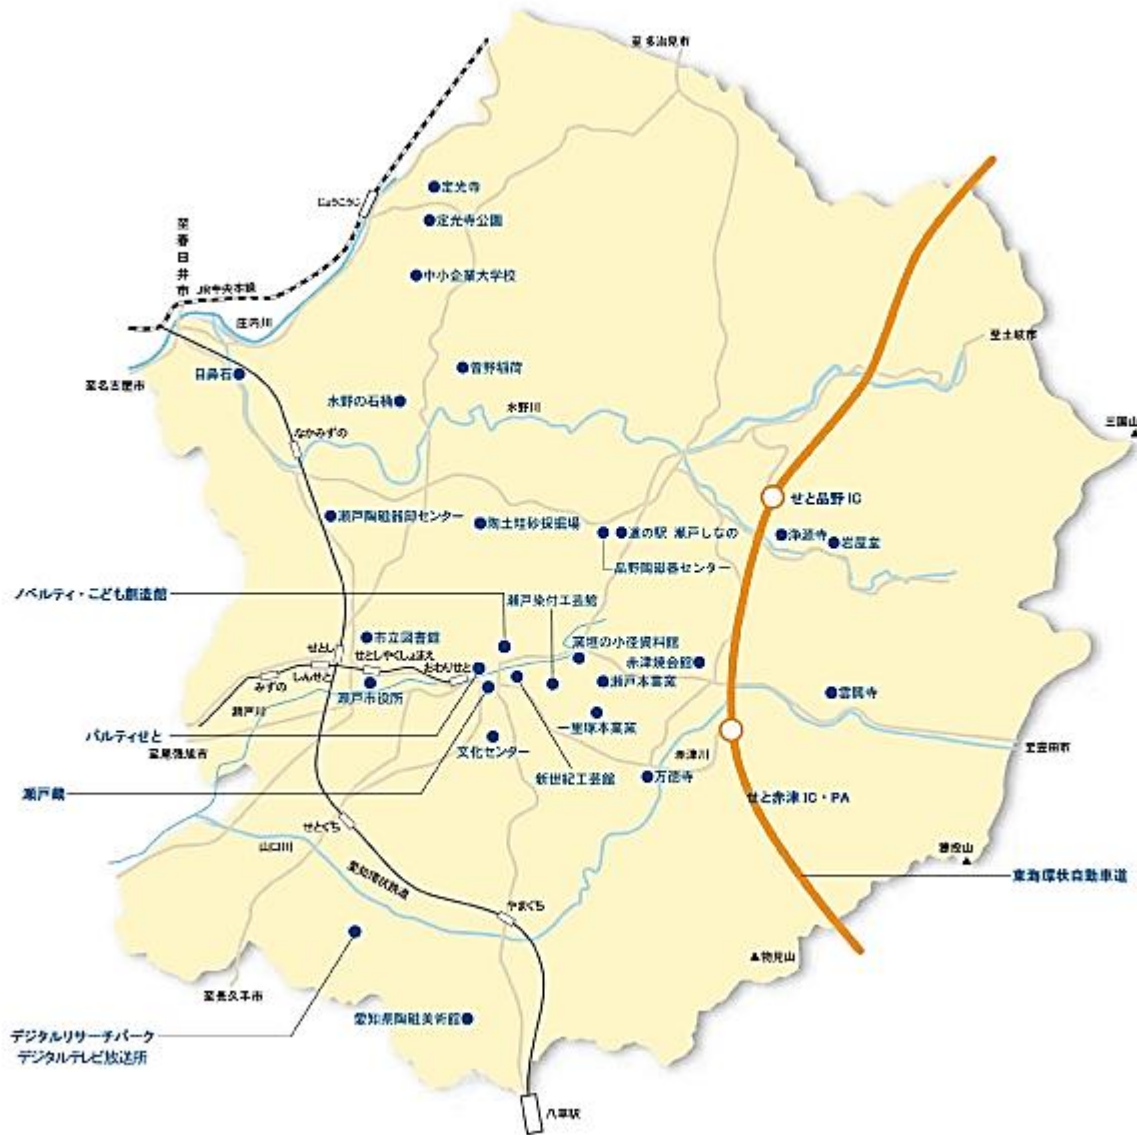 至多治見市
じょうこうじ
定光寺
定光寺公園
至春日井市
中小企業大学校
JR中央本線
庄内川
至土岐市
至名古屋市
目鼻石
曽野稲荷
水野の石樋
水野川
三国山
なかみずの
せと品野 IC
瀬戸陶磁器卸センター
陶土珪砂採掘場
道の駅 瀬戸しなの
浄源寺
岩屋堂
品野陶磁器センター
ノベルティ・こども創造館
瀬戸染付工芸館
市立図書館
窯垣の小径資料館
せとし
せとしやくしょまえ
おわりせと
赤津焼会館
みずの
しんせと
瀬戸市役所
瀬戸本業窯
雲興寺
瀬戸川
一里塚本業窯
パルティせと
至尾張旭市
文化センター
赤津川
至豊田市
新世紀工芸館
万徳寺
瀬戸蔵
せと赤津 IC・PA
せとぐち
山口川
猿投山
愛知環状鉄道
東海環状自動車道
やまぐち
物見山
至長久手市
愛知県陶磁美術館
デジタルリサーチパーク
デジタルテレビ放送所
八草駅